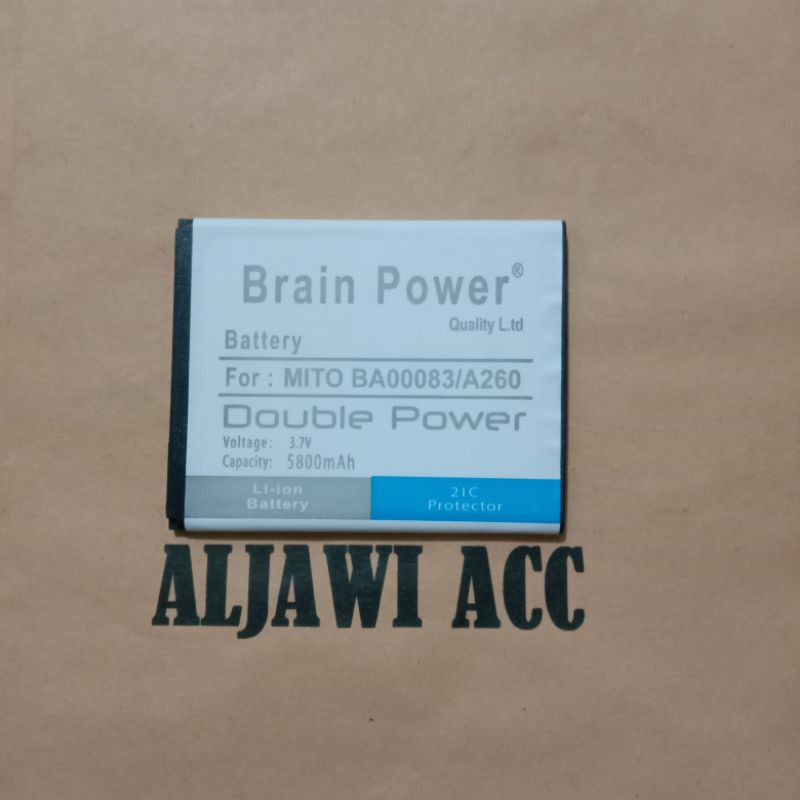 Brain Power®
Quality L.td
Battery
For : MITO BA00083/A260
Double Power
Voltage: 3.7V
Capacity: 5800mAh
Li-ion
Battery
2IC
Protector
ALJAWI ACC